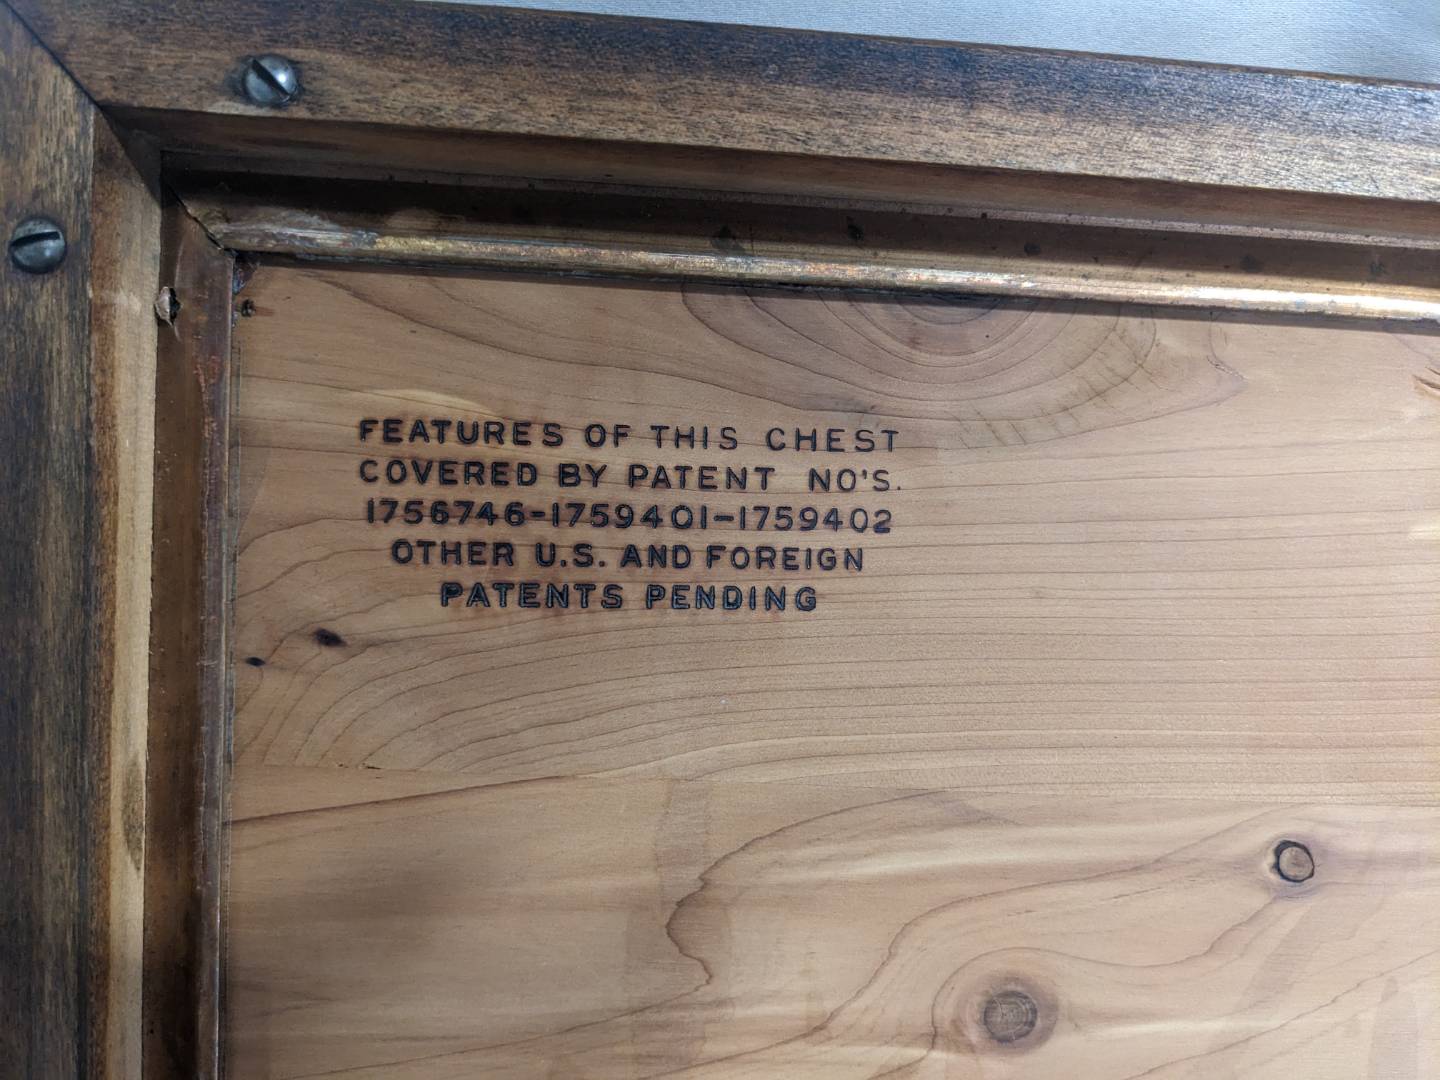 FEATURES OF THIS CHEST
COVERED BY PATENT NO'S.
1756746-1759401-1759402
OTHER U.S. AND FOREIGN
PATENTS PENDING